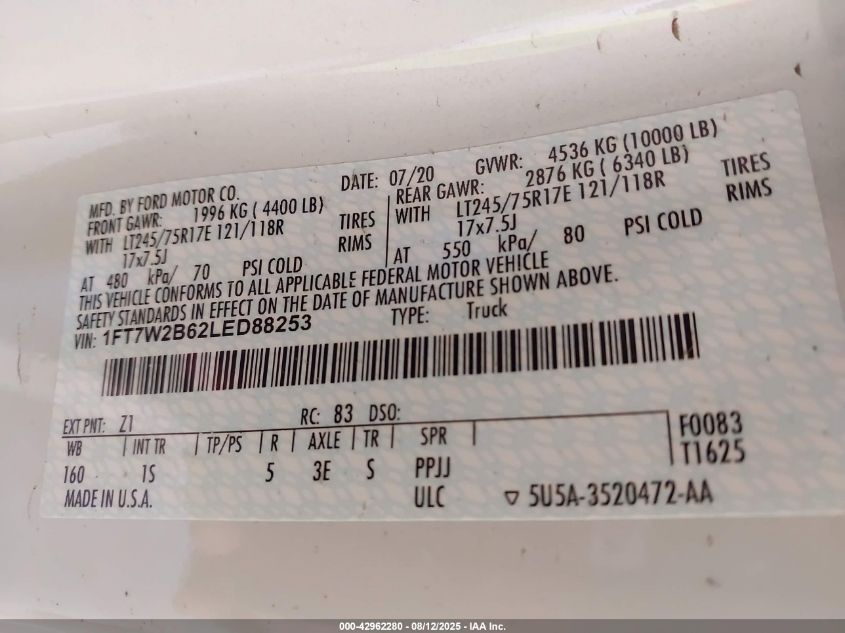 MFD. BY FORD MOTOR CO. DATE: 07/20 GVWR: 4536 KG (10000 LB)
FRONT GAWR: 1996 KG ( 4400 LB) REAR GAWR: 2876 KG ( 6340 LB)
WITH LT245/75R17E 121/118R TIRES WITH LT245/75R17E 121/118R TIRES
17x7.5J RIMS 17x7.5J RIMS
AT 480 kPa/ 70 PSI COLD AT 550 kPa/ 80 PSI COLD
THIS VEHICLE CONFORMS TO ALL APPLICABLE FEDERAL MOTOR VEHICLE
SAFETY STANDARDS IN EFFECT ON THE DATE OF MANUFACTURE SHOWN ABOVE.
VIN: 1FT7W2B62LED88253 TYPE: Truck
EXT PNT: Z1 RC: 83 DSO:
WB INT TR TP/PS R AXLE TR SPR F0083
160 1S 5 3E S PPJJ T1625
MADE IN U.S.A. ULC 5U5A-3520472-AA
000-42962280 - 08/12/2025 - IAA Inc.